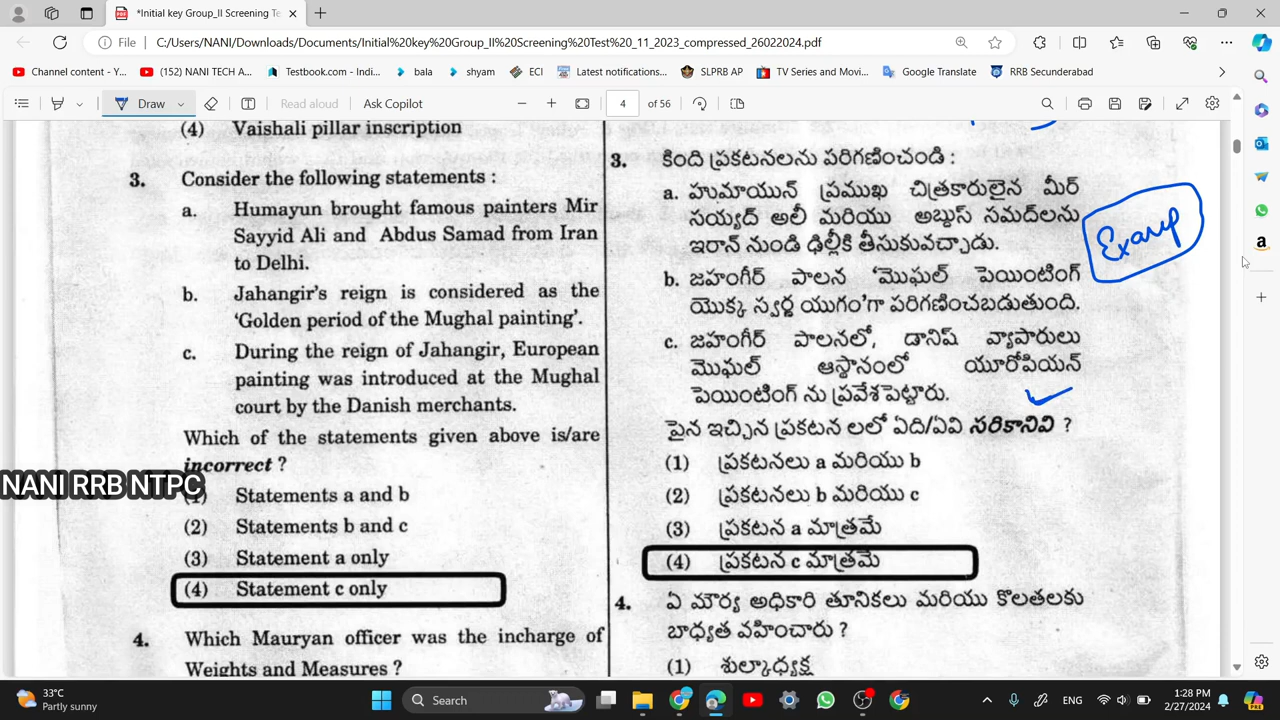 *Initial key Group_II Screening Te
File
C:/Users/NANI/Downloads/Documents/Initial%20key%20Group_II%20Screening%20Test%20_11_2023_compressed_26022024.pdf
Channel content - Y...
(152) NANI TECH A...
Testbook.com - Indi...
bala
shyam
ECI
Latest notifications...
SLPRB AP
TV Series and Movi...
Google Translate
RRB Secunderabad
Draw
Read aloud
Ask Copilot
4
of 56
(4) Vaishali pillar inscription
3. Consider the following statements :
a. Humayun brought famous painters Mir
Sayyid Ali and Abdus Samad from Iran
to Delhi.
b. Jahangir's reign is considered as the
'Golden period of the Mughal painting'.
c. During the reign of Jahangir, European
painting was introduced at the Mughal
court by the Danish merchants.
Which of the statements given above is/are
incorrect ?
(1) Statements a and b
(2) Statements b and c
(3) Statement a only
(4) Statement c only
4. Which Mauryan officer was the incharge of
Weights and Measures ?
3. కింది ప్రకటనలను పరిగణించండి :
a. హుమాయున్ ప్రముఖ చిత్రకారులైన మీర్
సయ్యద్ అలీ మరియు అబ్దుస్ సమద్‌లను
ఇరాన్ నుండి ఢిల్లీకి తీసుకువచ్చాడు.
b. జహంగీర్ పాలన 'మొఘల్ పెయింటింగ్
యొక్క స్వర్ణ యుగం'గా పరిగణించబడుతుంది.
c. జహంగీర్ పాలనలో, డానిష్ వ్యాపారులు
మొఘల్ ఆస్థానంలో యూరోపియన్
పెయింటింగ్ ను ప్రవేశపెట్టారు.
పైన ఇచ్చిన ప్రకటన లలో ఏది/ఏవి సరికానివి ?
(1) ప్రకటనలు a మరియు b
(2) ప్రకటనలు b మరియు c
(3) ప్రకటన a మాత్రమే
(4) ప్రకటన c మాత్రమే
4. ఏ మౌర్య అధికారి తూనికలు మరియు కొలతలకు
బాధ్యత వహించారు ?
(1) శుల్కాధ్యక్ష
NANI RRB NTPC
33°C
Partly sunny
Search
ENG
1:28 PM
2/27/2024